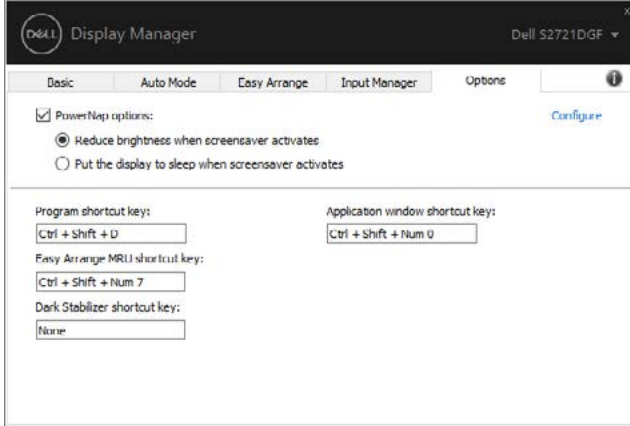 DELL Display Manager
Dell S2721DGF
Basic
Auto Mode
Easy Arrange
Input Manager
Options
PowerNap options:
Configure
Reduce brightness when screensaver activates
Put the display to sleep when screensaver activates
Program shortcut key:
Application window shortcut key:
Ctrl + Shift + D
Ctrl + Shift + Num 0
Easy Arrange MRU shortcut key:
Ctrl + Shift + Num 7
Dark Stabilizer shortcut key:
None